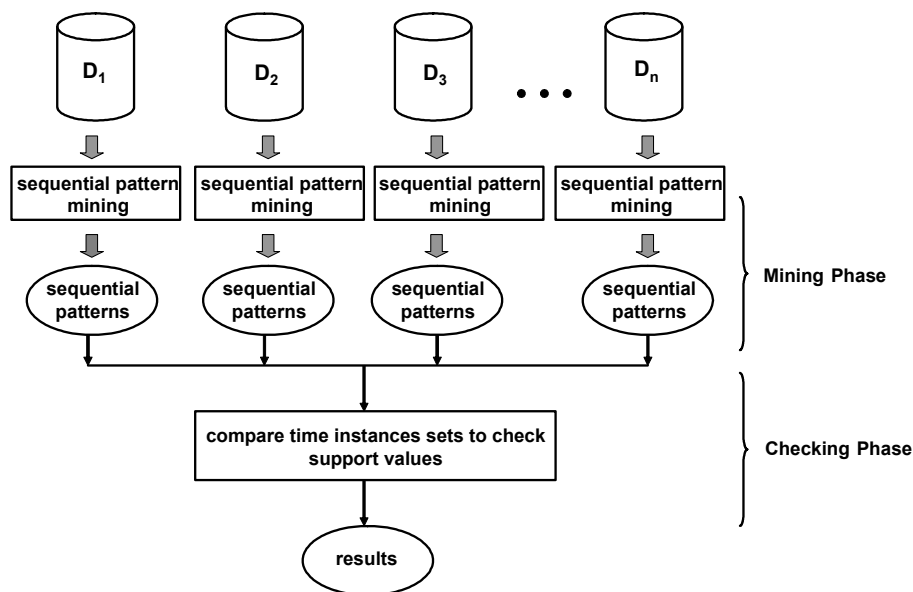 D1
D2
D3
Dn
• • •
sequential pattern
mining
sequential pattern
mining
sequential pattern
mining
sequential pattern
mining
sequential
patterns
sequential
patterns
sequential
patterns
sequential
patterns
Mining Phase
compare time instances sets to check
support values
Checking Phase
results